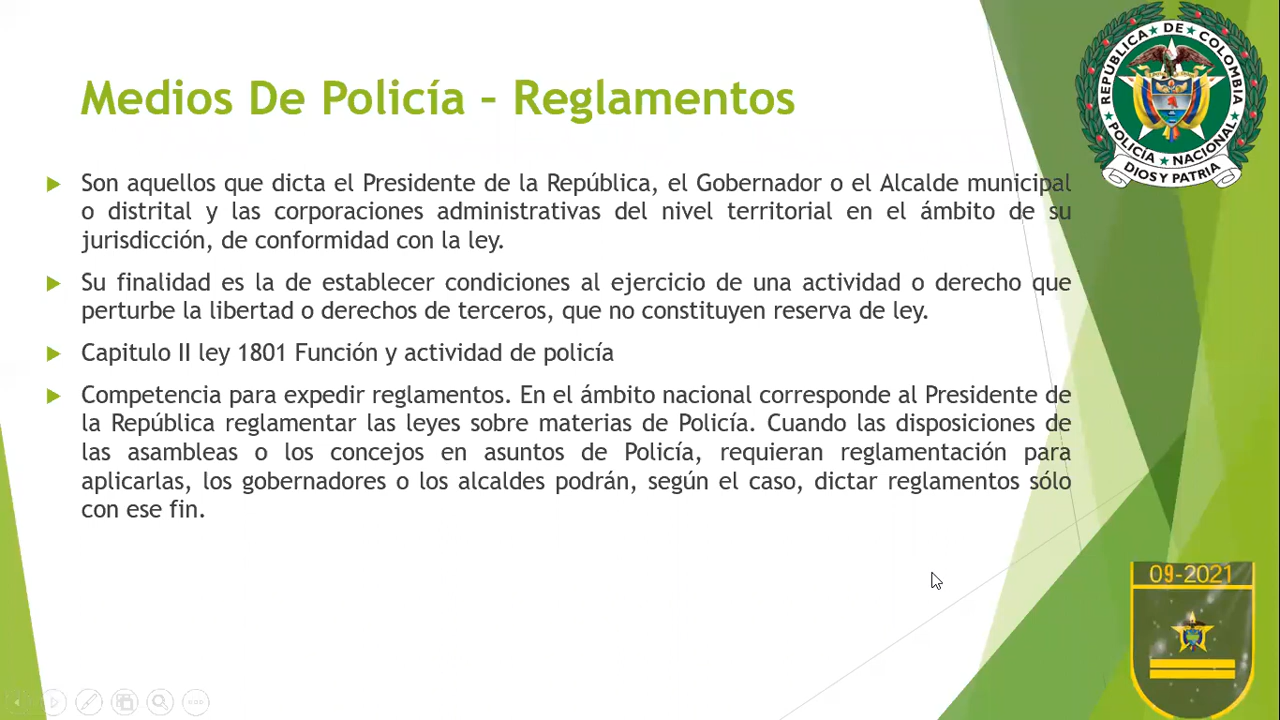 Medios De Policía – Reglamentos
Son aquellos que dicta el Presidente de la República, el Gobernador o el Alcalde municipal
o distrital y las corporaciones administrativas del nivel territorial en el ámbito de su
jurisdicción, de conformidad con la ley.
Su finalidad es la de establecer condiciones al ejercicio de una actividad o derecho que
perturbe la libertad o derechos de terceros, que no constituyen reserva de ley.
Capitulo II ley 1801 Función y actividad de policía
Competencia para expedir reglamentos. En el ámbito nacional corresponde al Presidente de
la República reglamentar las leyes sobre materias de Policía. Cuando las disposiciones de
las asambleas o los concejos en asuntos de Policía, requieran reglamentación para
aplicarlas, los gobernadores o los alcaldes podrán, según el caso, dictar reglamentos sólo
con ese fin.
REPÚBLICA DE COLOMBIA
POLICÍA NACIONAL
DIOS Y PATRIA
09-2021